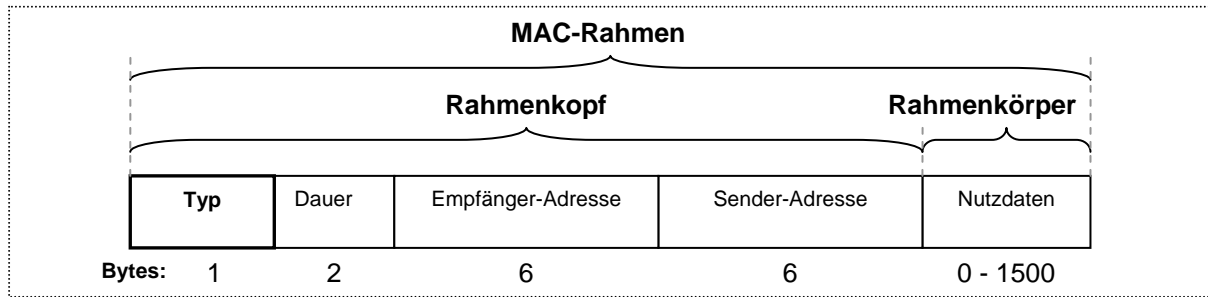 MAC-Rahmen
Rahmenkopf Rahmenkörper
Typ Dauer Empfänger-Adresse Sender-Adresse Nutzdaten
Bytes: 1 2 6 6 0 - 1500